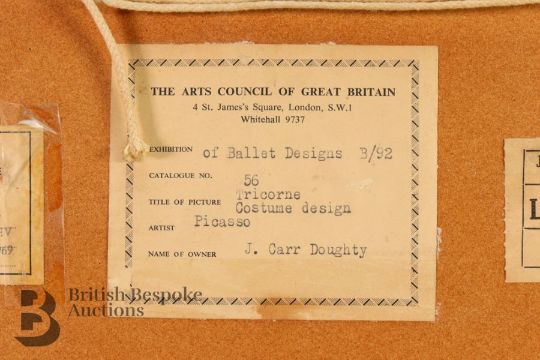 THE ARTS COUNCIL OF GREAT BRITAIN
4 St. James's Square, London, S.W.1
Whitehall 9737
EXHIBITION of Ballet Designs B/92
CATALOGUE NO. 56
TITLE OF PICTURE Tricorne
Costume design
ARTIST Picasso
NAME OF OWNER J. Carr Doughty
British Bespoke
Auctions